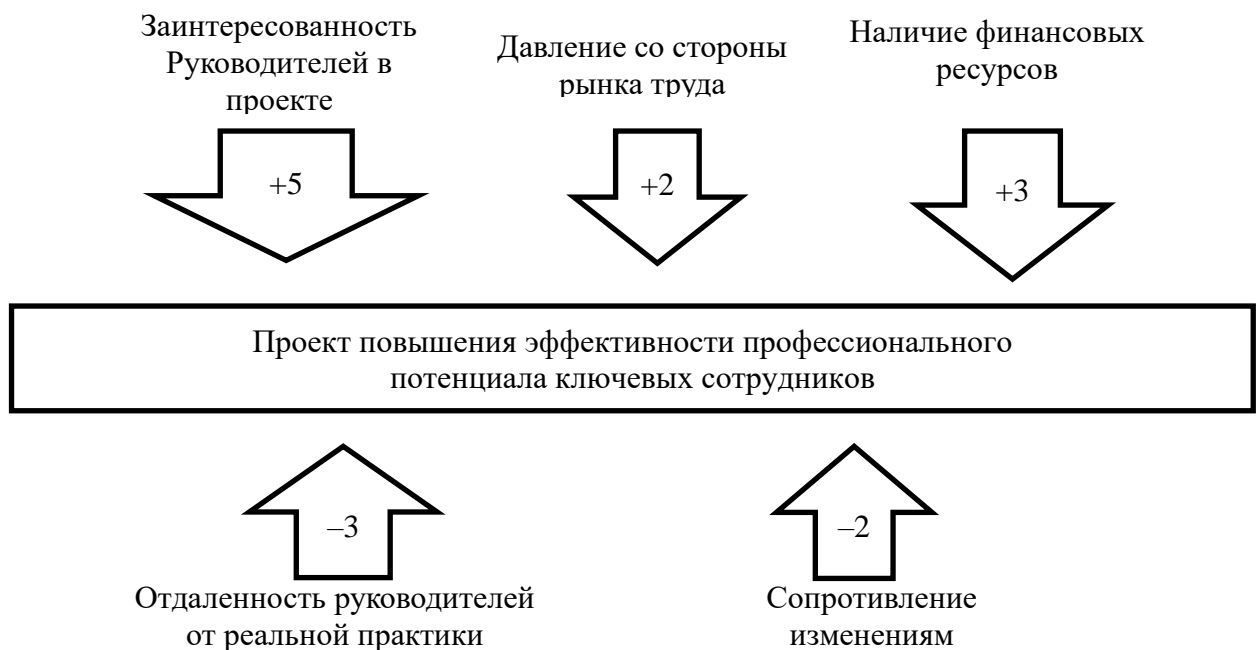 Заинтересованность
Руководителей в
проекте
Давление со стороны
рынка труда
Наличие финансовых
ресурсов
+5
+2
+3
Проект повышения эффективности профессионального
потенциала ключевых сотрудников
–3
–2
Отдаленность руководителей
от реальной практики
Сопротивление
изменениям